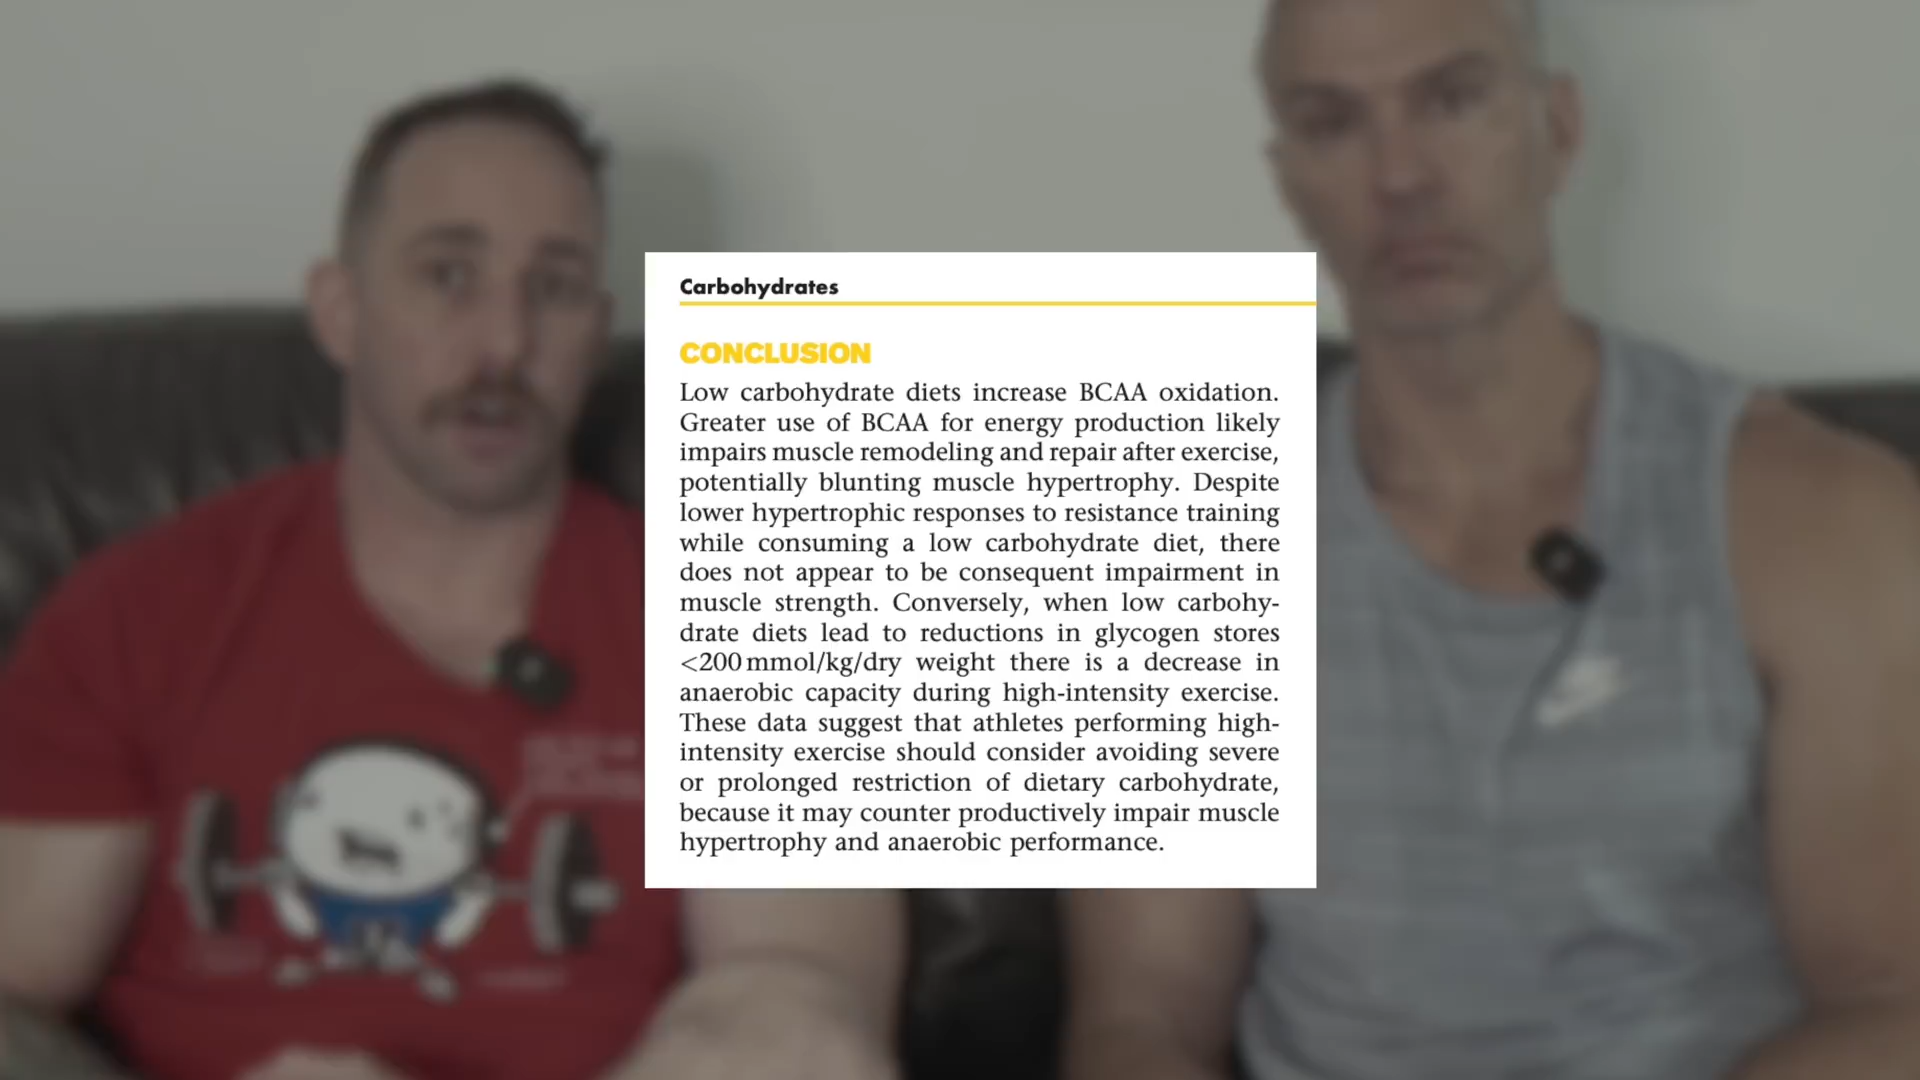 Carbohydrates
CONCLUSION
Low carbohydrate diets increase BCAA oxidation.
Greater use of BCAA for energy production likely
impairs muscle remodeling and repair after exercise,
potentially blunting muscle hypertrophy. Despite
lower hypertrophic responses to resistance training
while consuming a low carbohydrate diet, there
does not appear to be consequent impairment in
muscle strength. Conversely, when low carbohy-
drate diets lead to reductions in glycogen stores
<200 mmol/kg/dry weight there is a decrease in
anaerobic capacity during high-intensity exercise.
These data suggest that athletes performing high-
intensity exercise should consider avoiding severe
or prolonged restriction of dietary carbohydrate,
because it may counter productively impair muscle
hypertrophy and anaerobic performance.